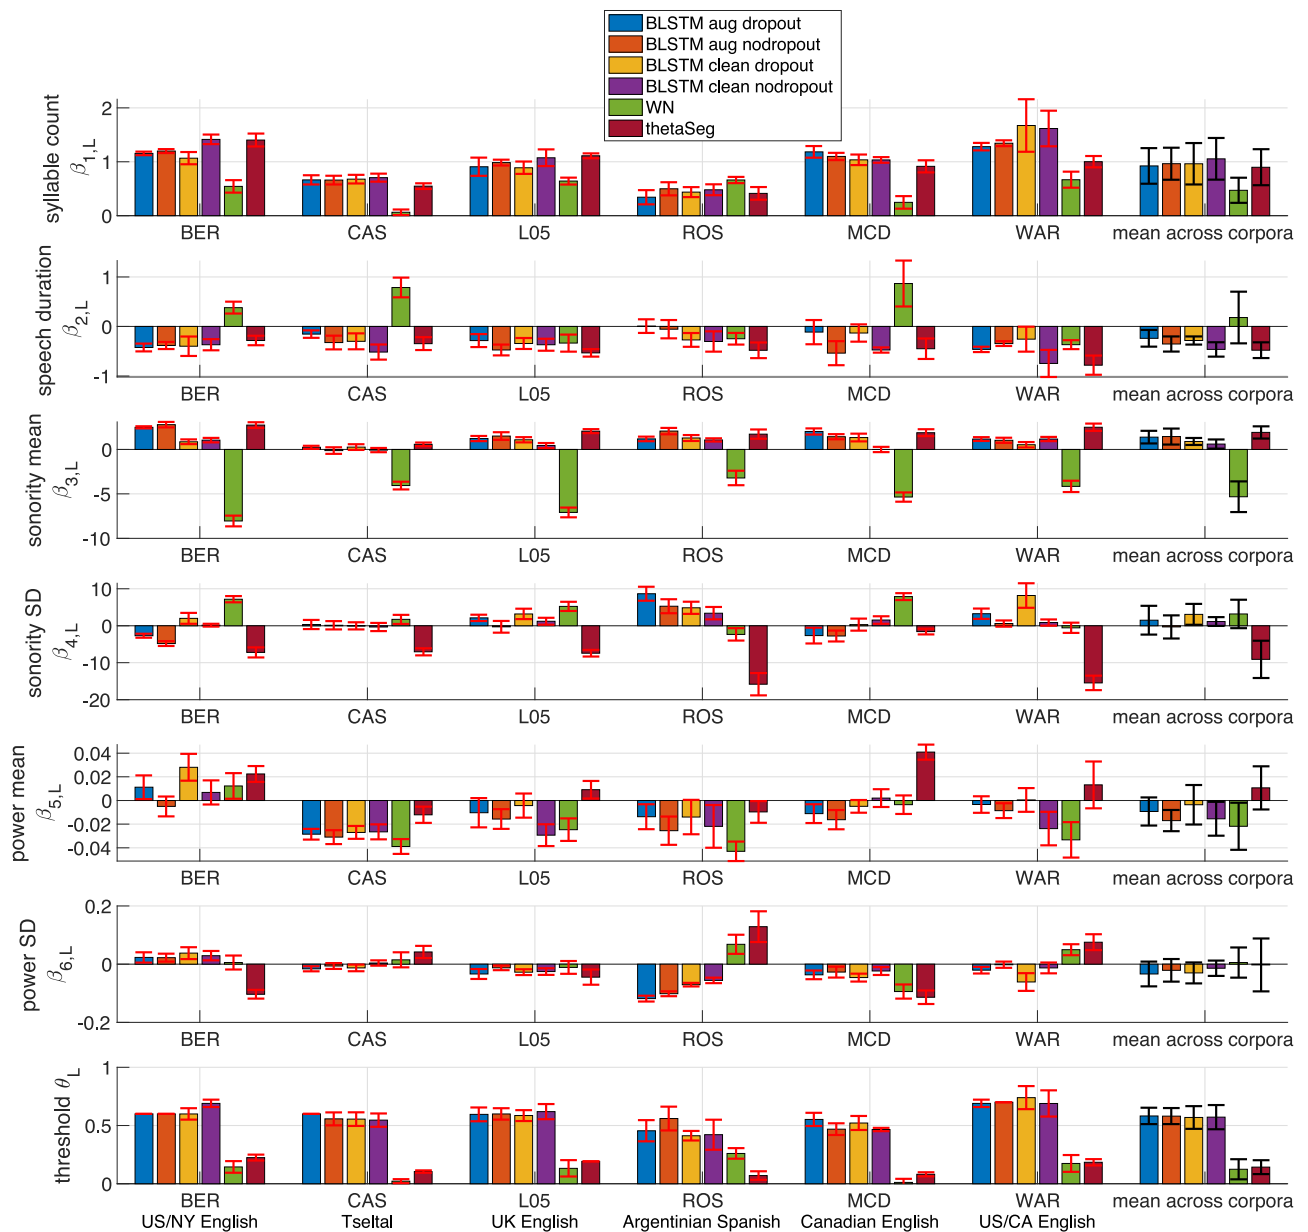 BLSTM aug dropout
BLSTM aug nodropout
BLSTM clean dropout
BLSTM clean nodropout
WN
thetaSeg
syllable count
β1,L
2
1
0
BER CAS L05 ROS MCD WAR mean across corpora
speech duration
β2,L
1
0
-1
BER CAS L05 ROS MCD WAR mean across corpora
sonority mean
β3,L
0
-5
-10
BER CAS L05 ROS MCD WAR mean across corpora
sonority SD
β4,L
10
0
-10
-20
BER CAS L05 ROS MCD WAR mean across corpora
power mean
β5,L
0.04
0.02
0
-0.02
-0.04
BER CAS L05 ROS MCD WAR mean across corpora
power SD
β6,L
0.2
0
-0.2
BER CAS L05 ROS MCD WAR mean across corpora
threshold θL
1
0.5
0
BER CAS L05 ROS MCD WAR mean across corpora
US/NY English Tseltal UK English Argentinian Spanish Canadian English US/CA English